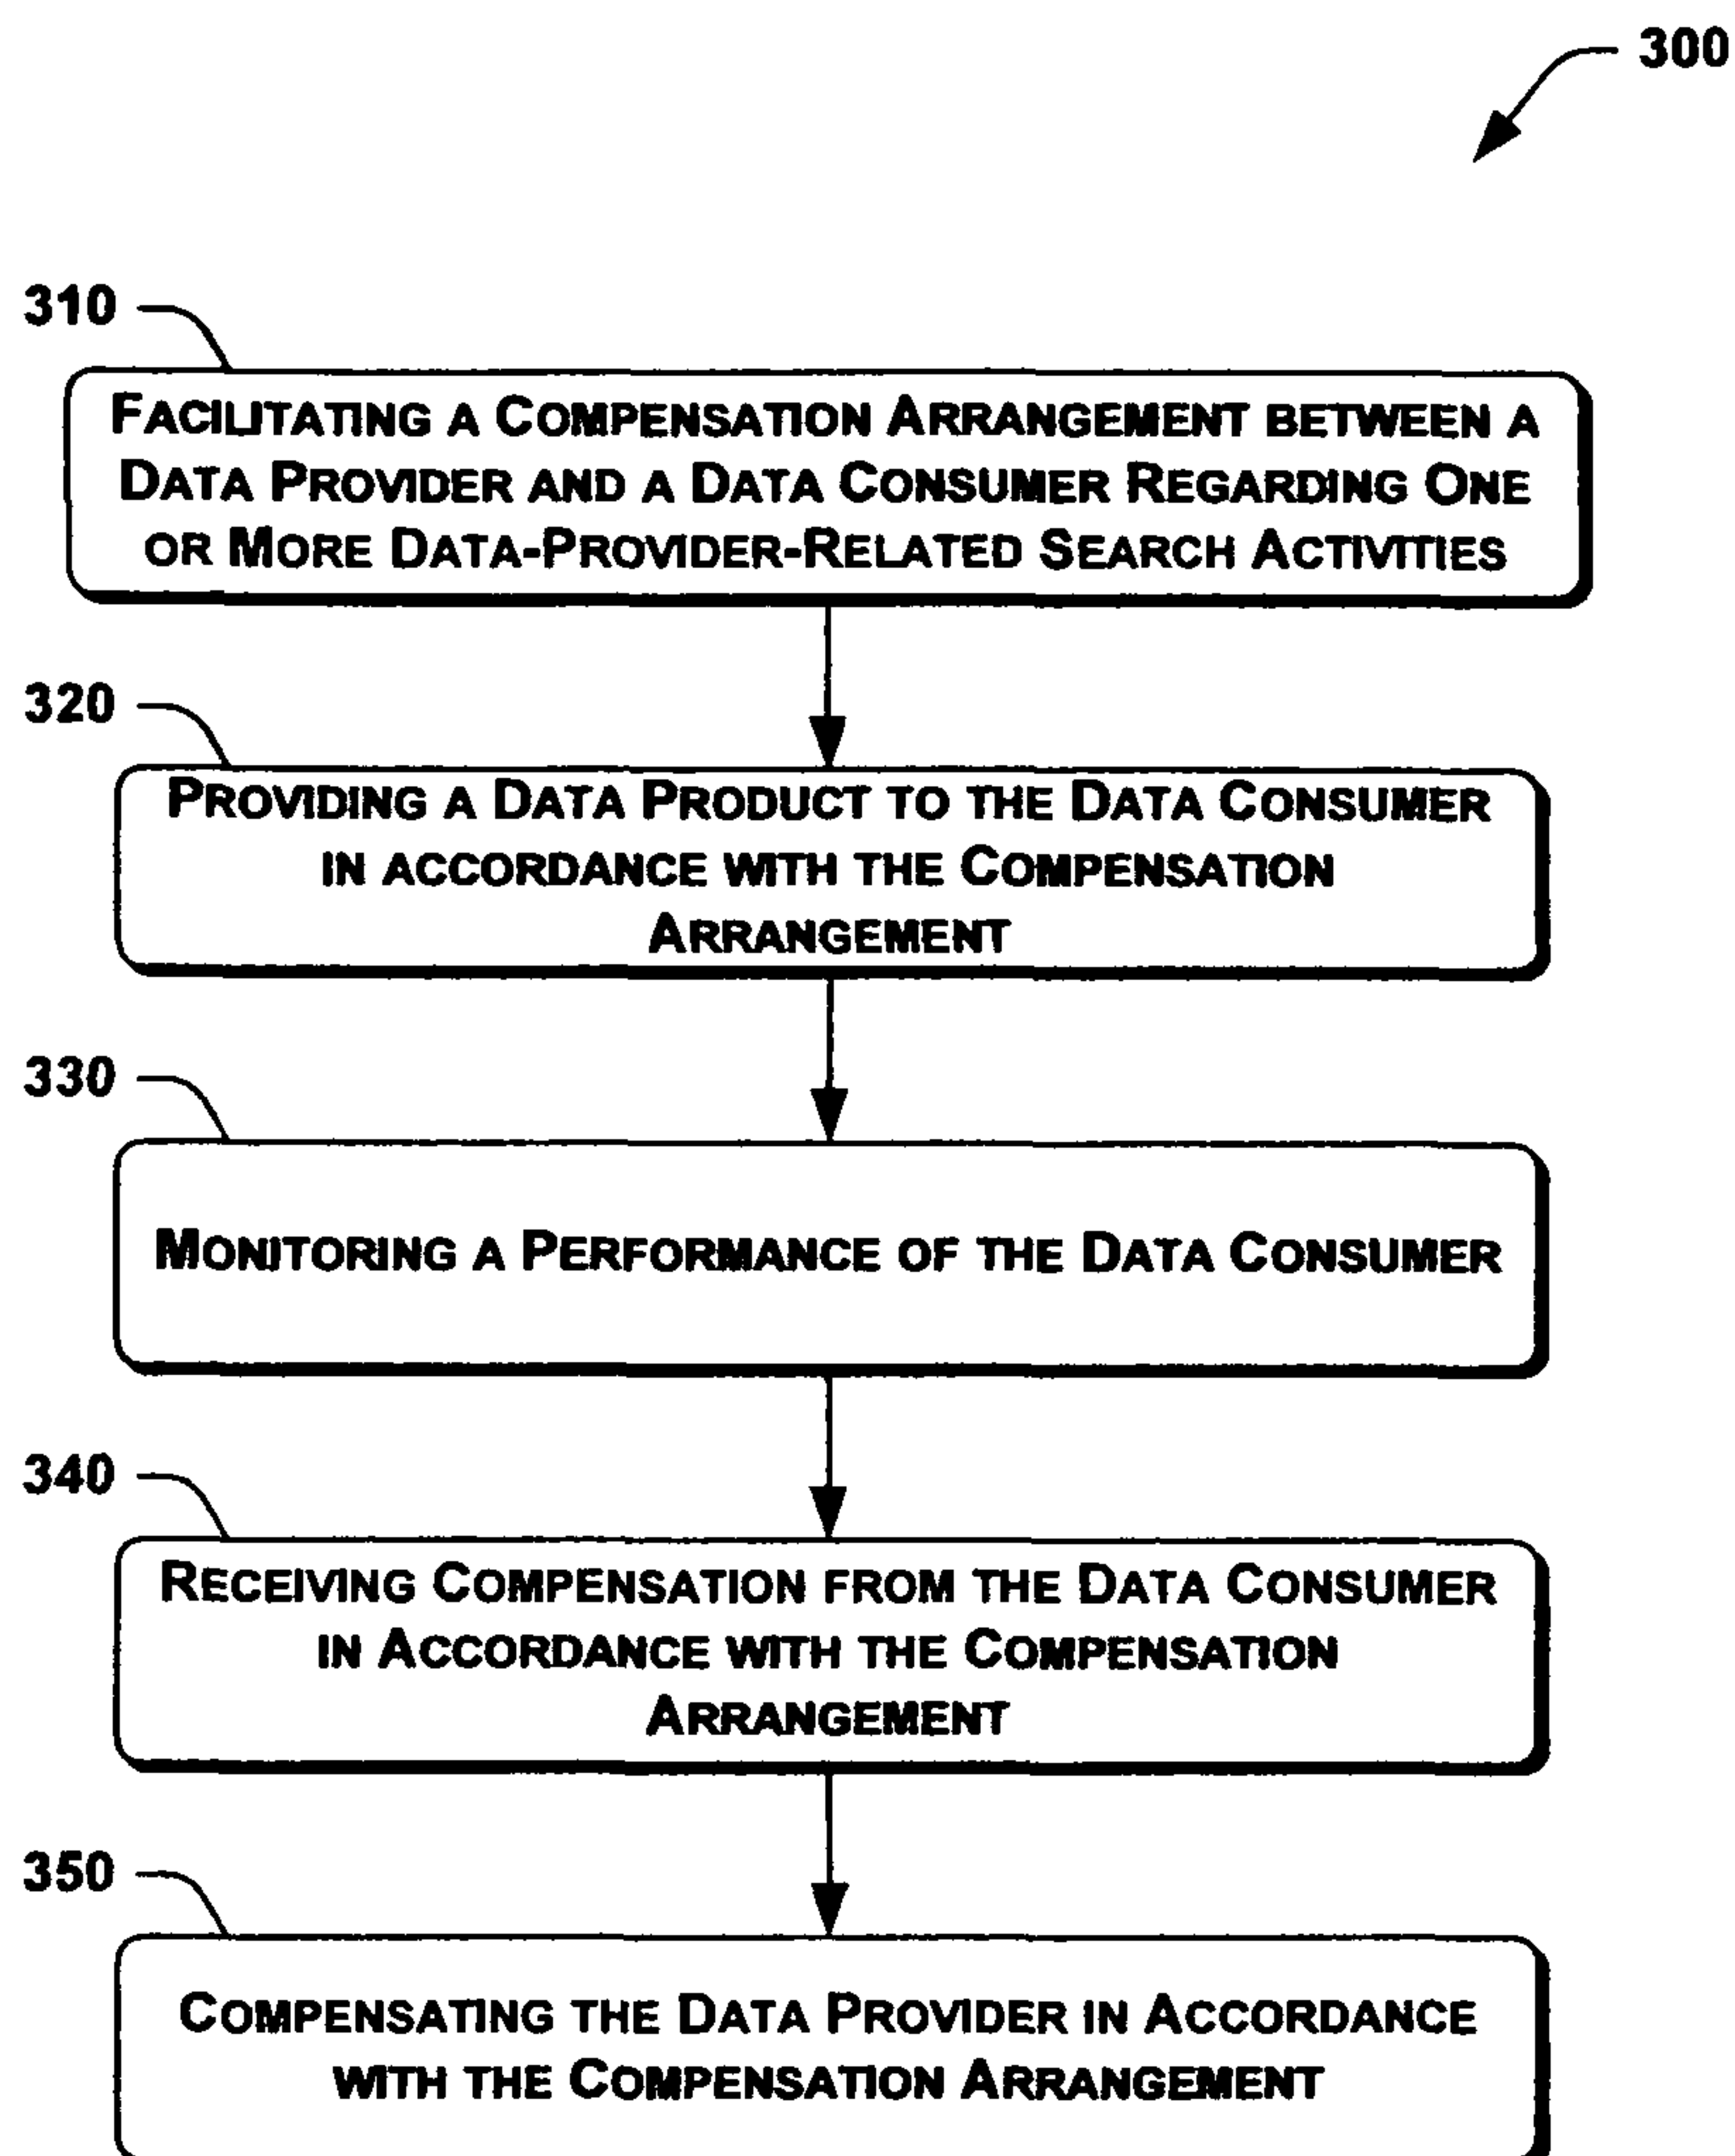 300
310
FACILITATING A COMPENSATION ARRANGEMENT BETWEEN A
DATA PROVIDER AND A DATA CONSUMER REGARDING ONE
OR MORE DATA-PROVIDER-RELATED SEARCH ACTIVITIES
320
PROVIDING A DATA PRODUCT TO THE DATA CONSUMER
IN ACCORDANCE WITH THE COMPENSATION
ARRANGEMENT
330
MONITORING A PERFORMANCE OF THE DATA CONSUMER
340
RECEIVING COMPENSATION FROM THE DATA CONSUMER
IN ACCORDANCE WITH THE COMPENSATION
ARRANGEMENT
350
COMPENSATING THE DATA PROVIDER IN ACCORDANCE
WITH THE COMPENSATION ARRANGEMENT